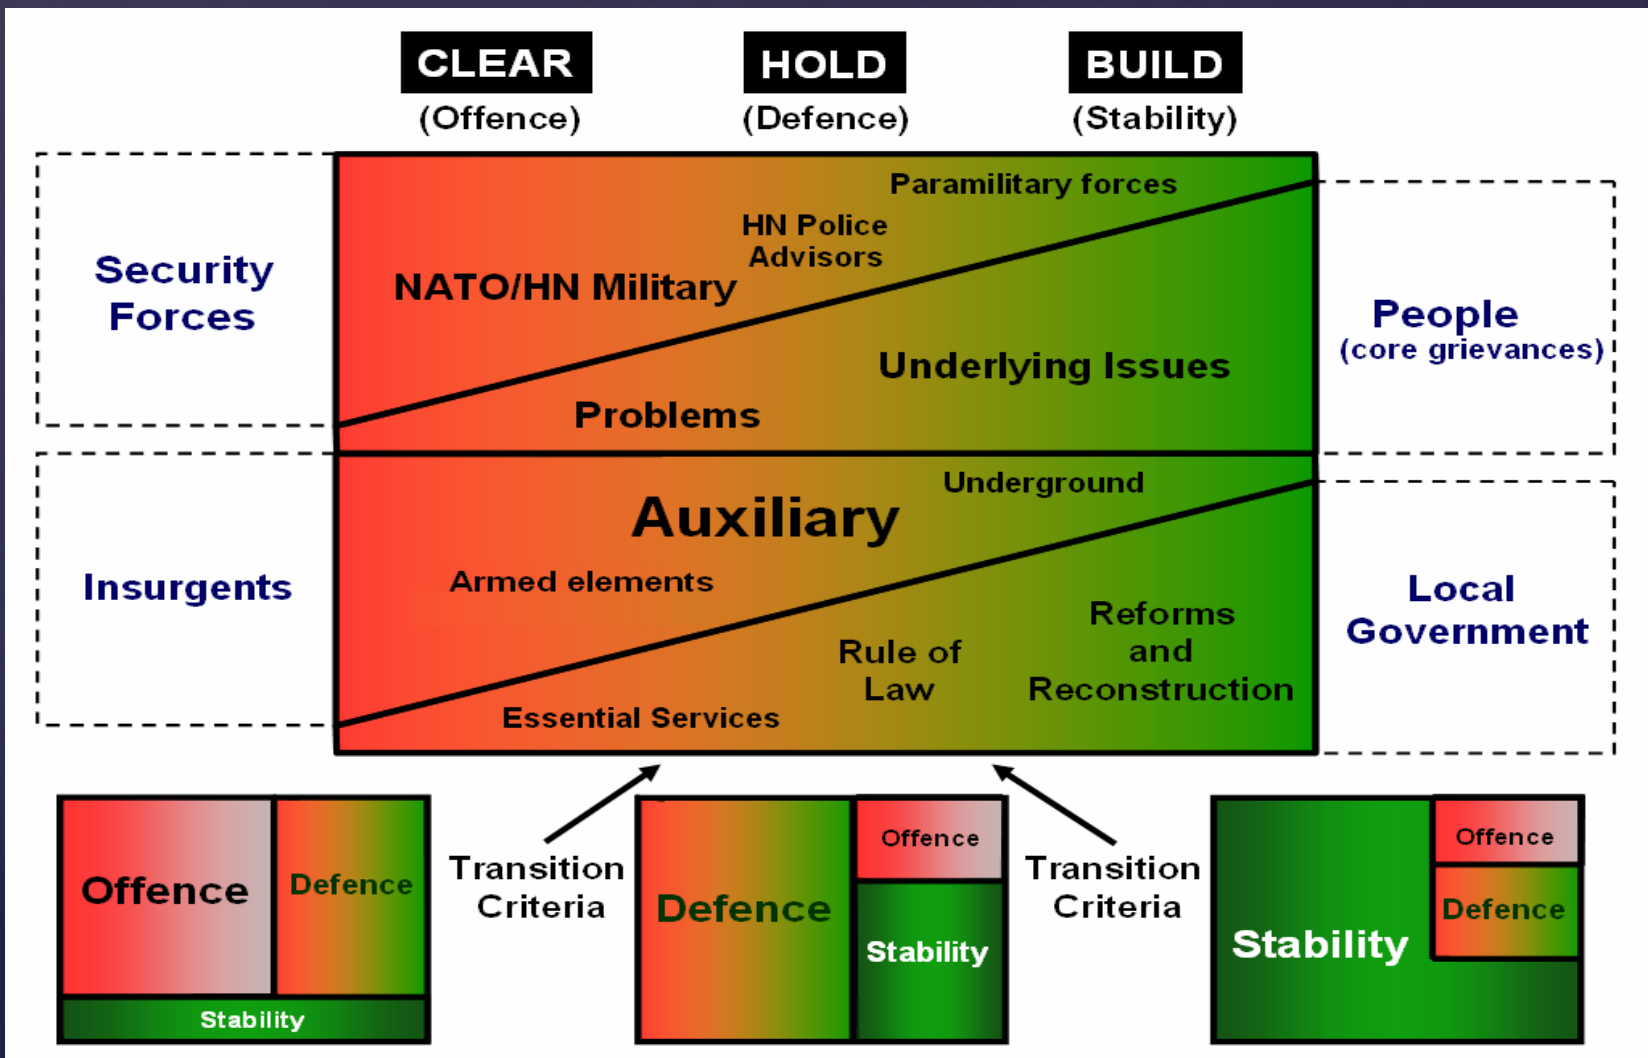 CLEAR
HOLD
BUILD
(Offence)
(Defence)
(Stability)
Security
Forces
Paramilitary forces
HN Police
Advisors
NATO/HN Military
Underlying Issues
Problems
People
(core grievances)
Insurgents
Underground
Auxiliary
Armed elements
Rule of
Law
Reforms
and
Reconstruction
Essential Services
Local
Government
Offence
Defence
Stability
Transition
Criteria
Defence
Offence
Stability
Transition
Criteria
Stability
Offence
Defence